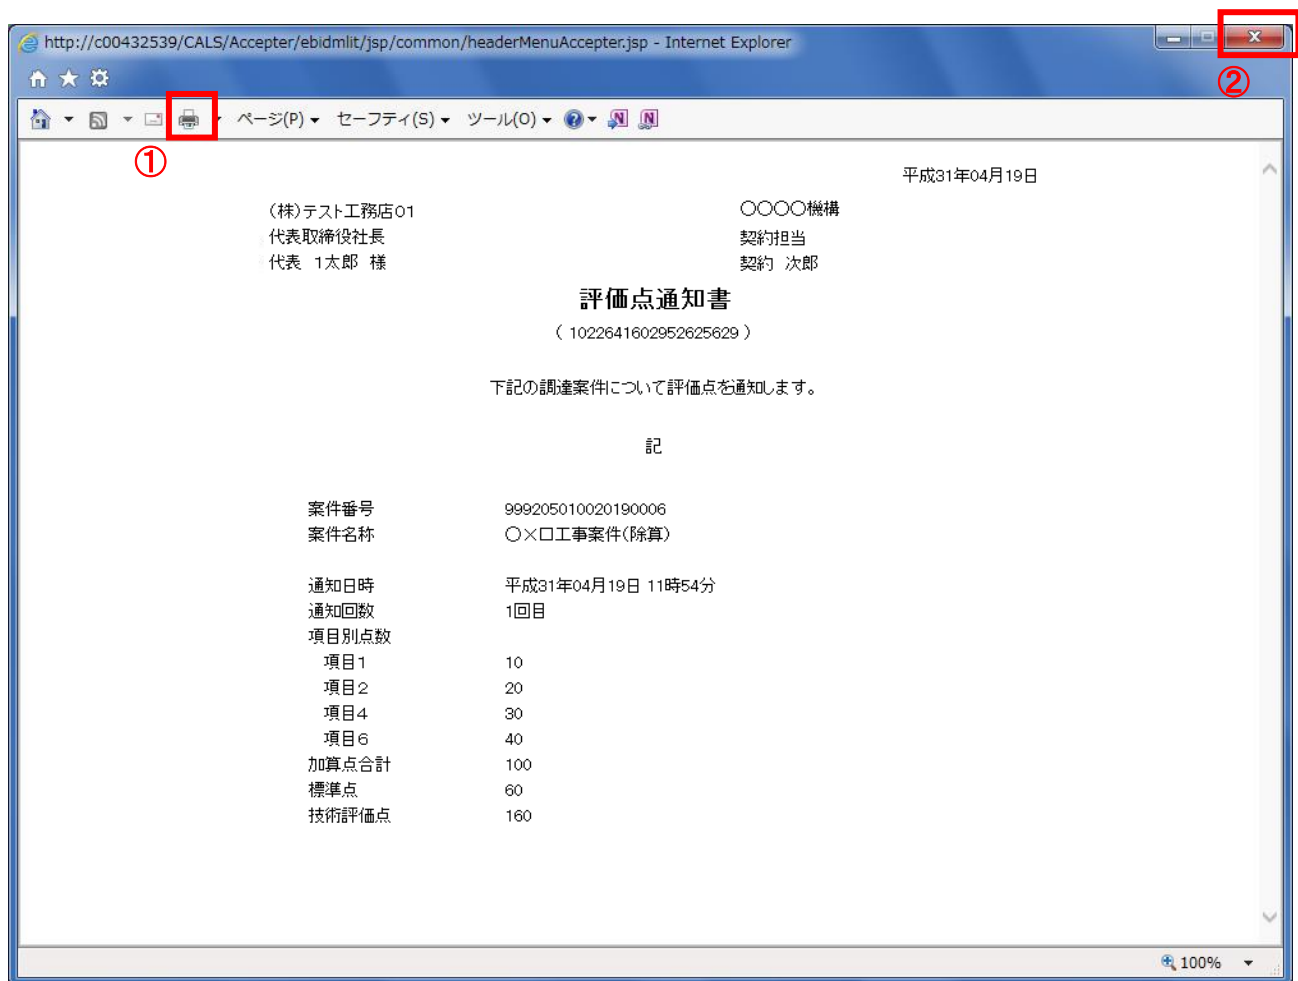 http://c00432539/CALS/Accepter/ebidmlit/jsp/common/headerMenuAccepter.jsp - Internet Explorer
②
ページ(P) セーフティ(S) ツール(O)
①
平成31年04月19日
(株)テスト工務店01 〇〇〇〇機構
代表取締役社長 契約担当
代表 1太郎 様 契約 次郎
評価点通知書
( 1022641602952625629 )
下記の調達案件について評価点を通知します。
記
案件番号 999205010020190006
案件名称 〇×口工事案件(除算)
通知日時 平成31年04月19日 11時54分
通知回数 1回目
項目別点数
項目1 10
項目2 20
項目4 30
項目6 40
加算点合計 100
標準点 60
技術評価点 160
100%